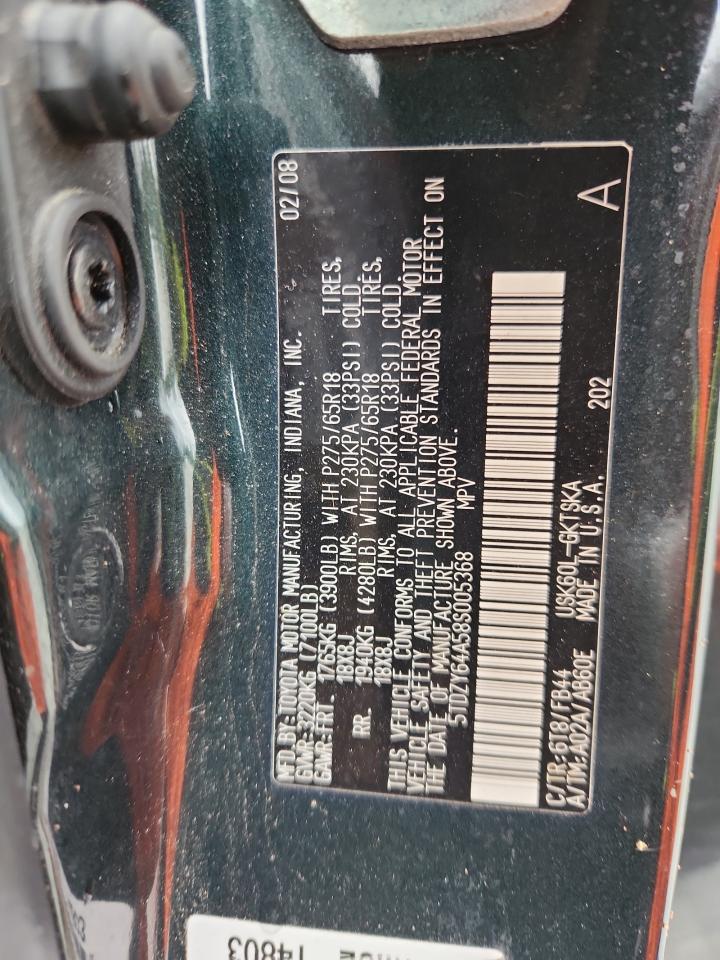 MFD.BY:TOYOTA MOTOR MANUFACTURING, INDIANA, INC. 02/08
GVWR:3220KG (7100LB)
GAWR:FRT 1765KG (3900LB) WITH P275/65R18 TIRES,
18X8J RIMS, AT 230KPA (33PSI) COLD.
RR. 1940KG (4280LB) WITH P275/65R18 TIRES,
18X8J RIMS, AT 230KPA (33PSI) COLD.
THIS VEHICLE CONFORMS TO ALL APPLICABLE FEDERAL MOTOR
VEHICLE SAFETY AND THEFT PREVENTION STANDARDS IN EFFECT ON
THE DATE OF MANUFACTURE SHOWN ABOVE.
5TDZY64A58S005368 MPV
C/TR:6T8/FB44 USK60L-GKTSKA 202
A/TM:A02A/AB60E MADE IN U.S.A.
A
14803